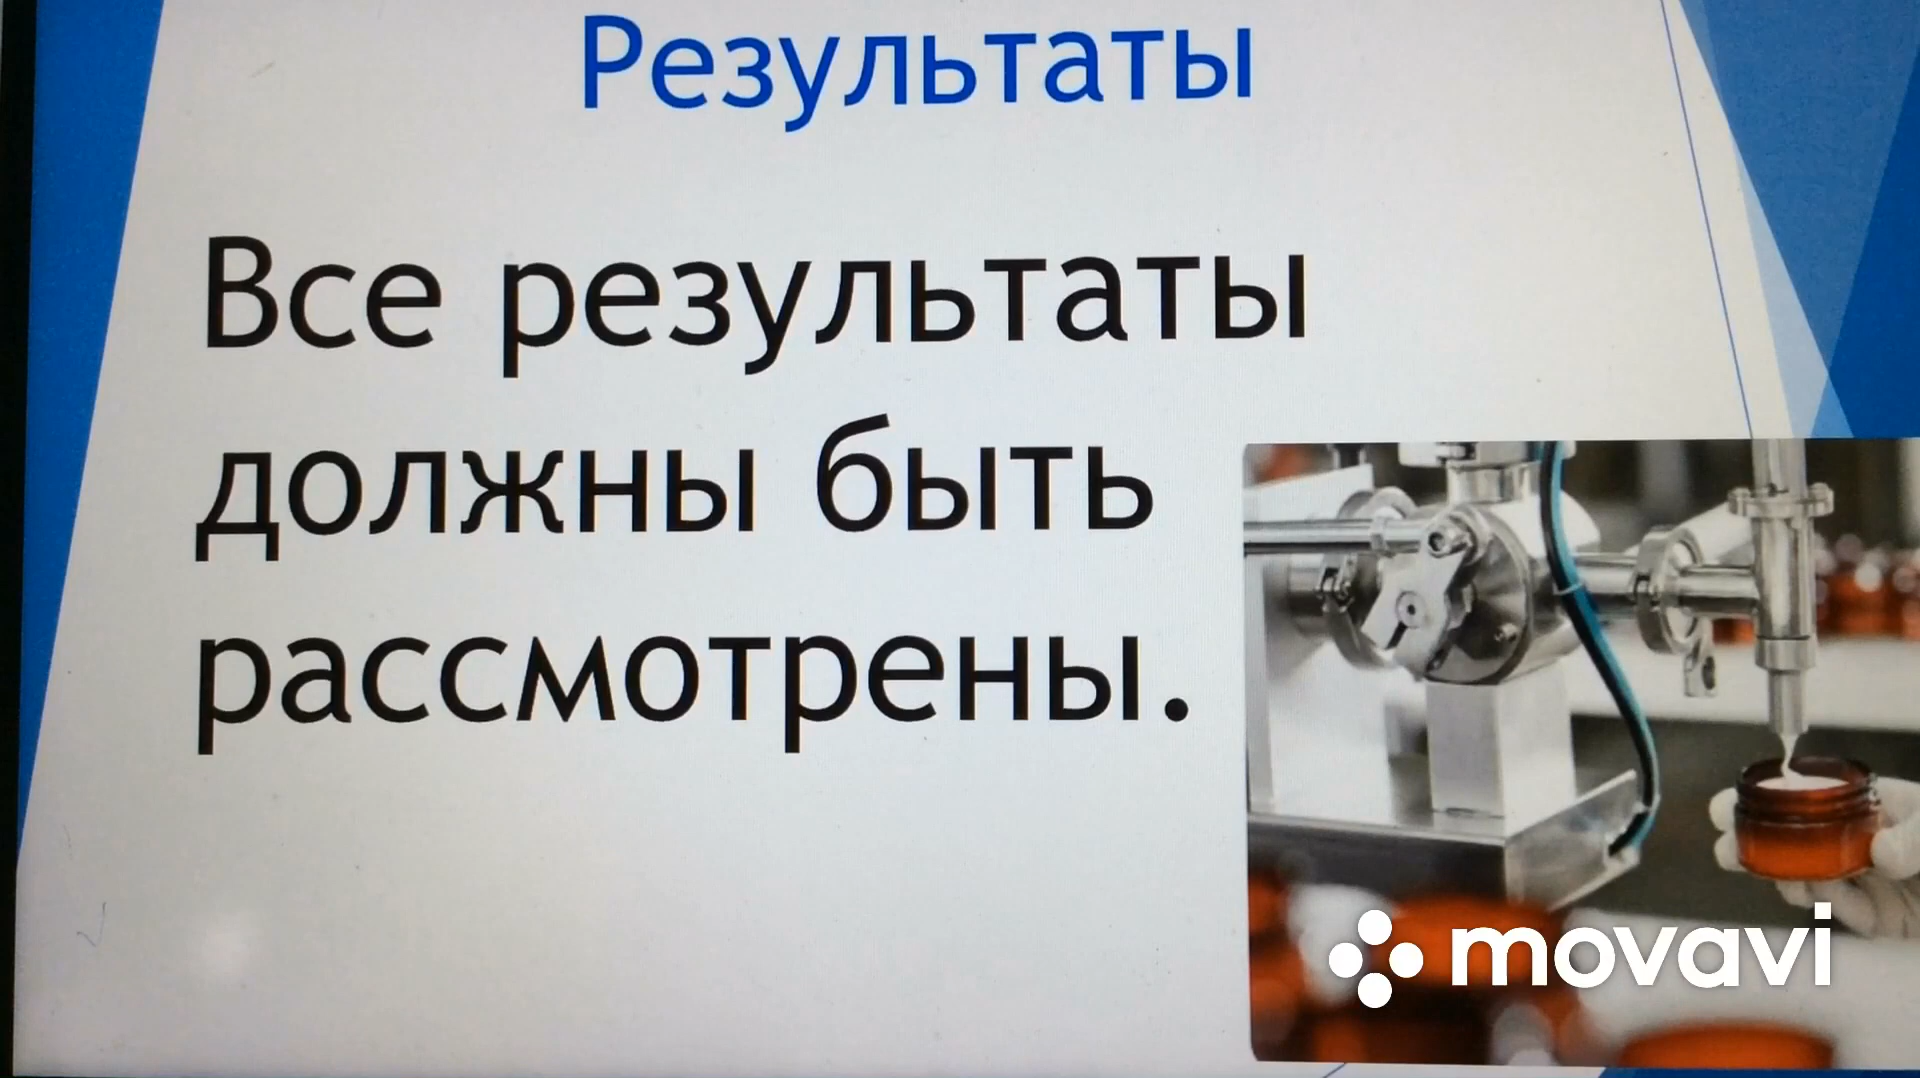 Результаты
Все результаты
должны быть
рассмотрены.
movavi